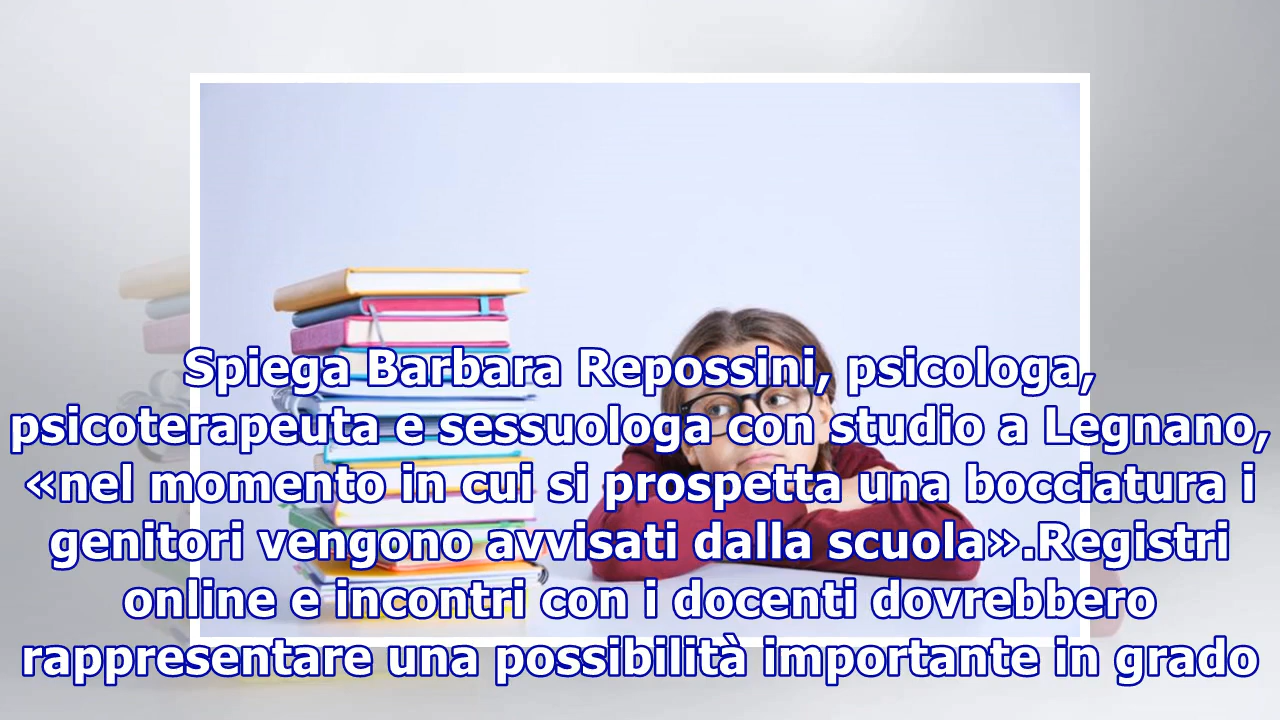 Spiega Barbara Repossini, psicologa,
psicoterapeuta e sessuologa con studio a Legnano,
«nel momento in cui si prospetta una bocciatura i
genitori vengono avvisati dalla scuola».Registri
online e incontri con i docenti dovrebbero
rappresentare una possibilità importante in grado